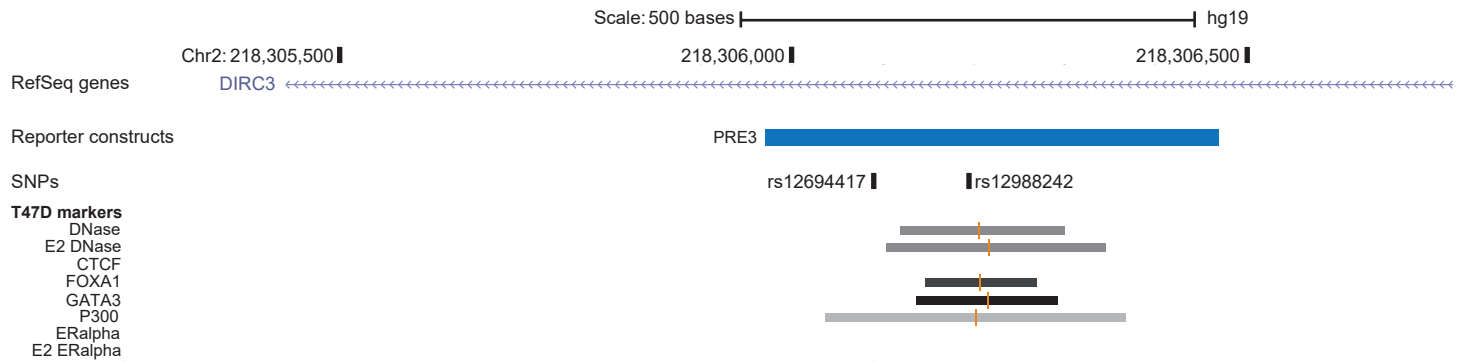 Scale: 500 bases hg19
Chr2: 218,305,500 218,306,000 218,306,500
RefSeq genes DIRC3
Reporter constructs PRE3
SNPs rs12694417 rs12988242
T47D markers
DNase
E2 DNase
CTCF
FOXA1
GATA3
P300
ERalpha
E2 ERalpha